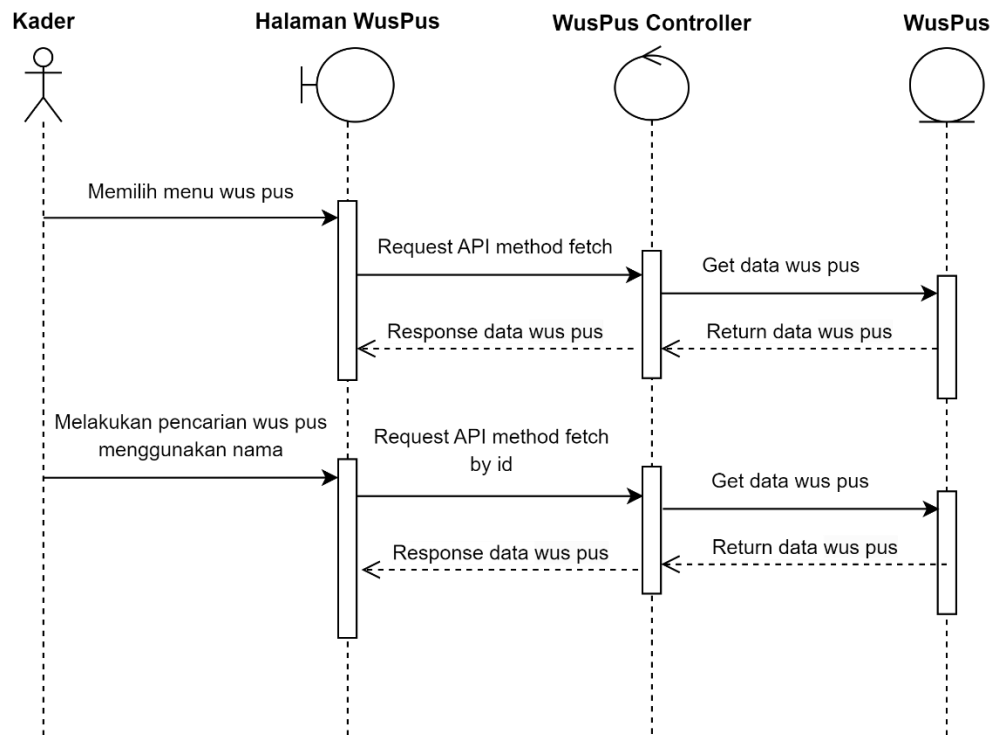 Kader
Halaman WusPus
WusPus Controller
WusPus
Memilih menu wus pus
Request API method fetch
Get data wus pus
Response data wus pus
Return data wus pus
Melakukan pencarian wus pus
menggunakan nama
Request API method fetch
by id
Get data wus pus
Response data wus pus
Return data wus pus